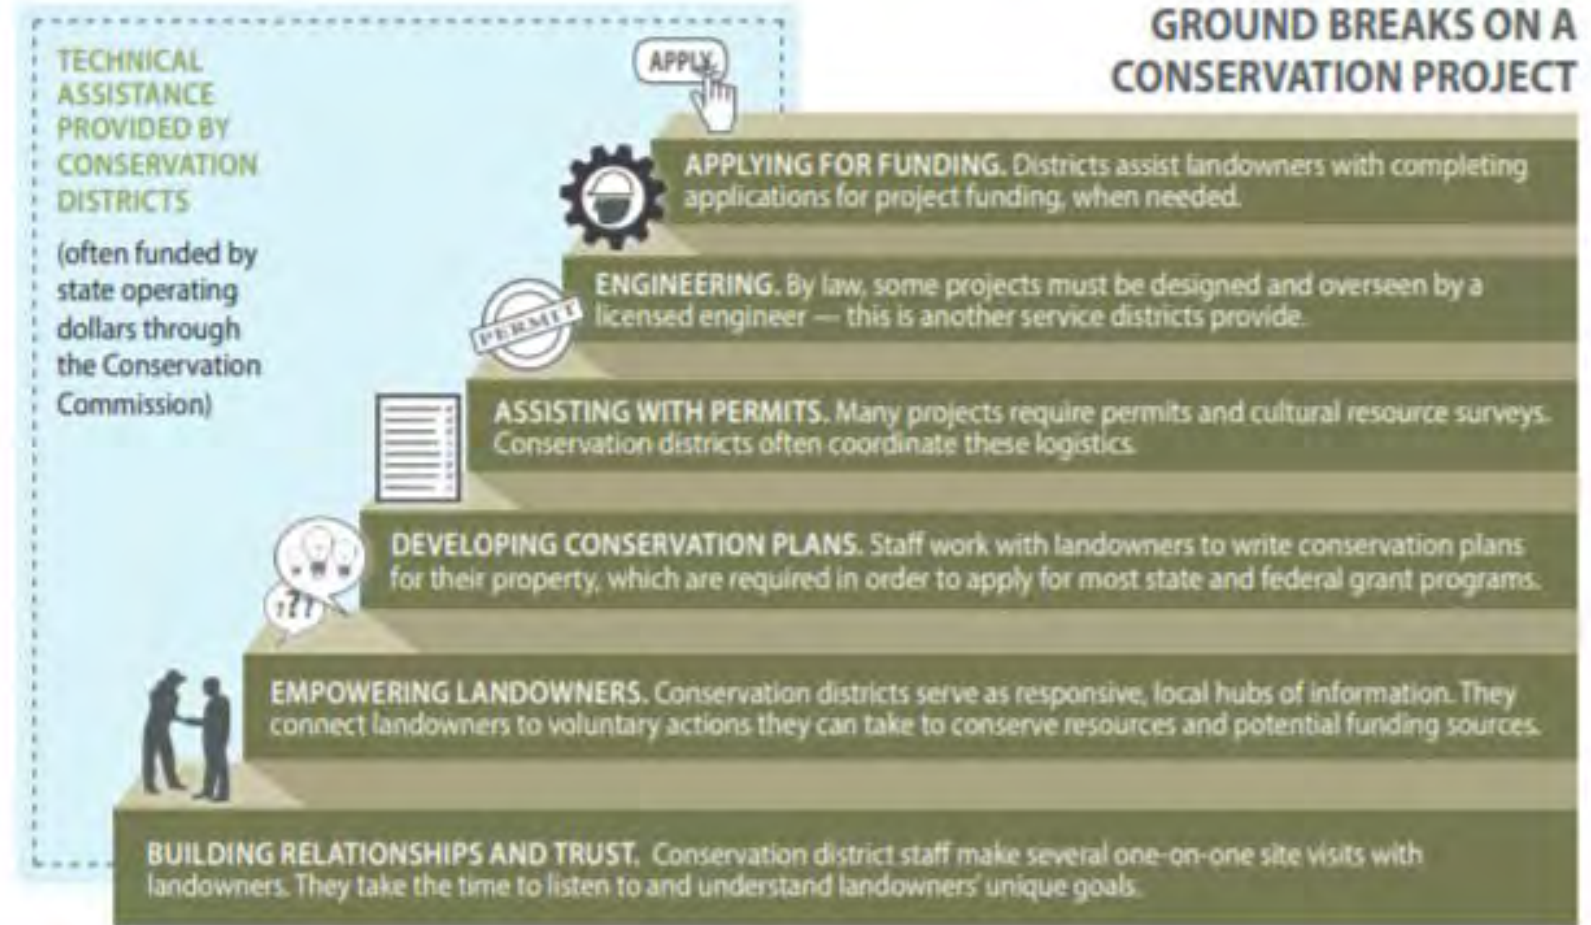 TECHNICAL
ASSISTANCE
PROVIDED BY
CONSERVATION
DISTRICTS
(often funded by
state operating
dollars through
the Conservation
Commission)
GROUND BREAKS ON A
CONSERVATION PROJECT
APPLY
APPLYING FOR FUNDING. Districts assist landowners with completing
applications for project funding, when needed.
ENGINEERING. By law, some projects must be designed and overseen by a
licensed engineer — this is another service districts provide.
PERMIT
ASSISTING WITH PERMITS. Many projects require permits and cultural resource surveys.
Conservation districts often coordinate these logistics.
DEVELOPING CONSERVATION PLANS. Staff work with landowners to write conservation plans
for their property, which are required in order to apply for most state and federal grant programs.
???
EMPOWERING LANDOWNERS. Conservation districts serve as responsive, local hubs of information. They
connect landowners to voluntary actions they can take to conserve resources and potential funding sources.
BUILDING RELATIONSHIPS AND TRUST. Conservation district staff make several one-on-one site visits with
landowners. They take the time to listen to and understand landowners' unique goals.